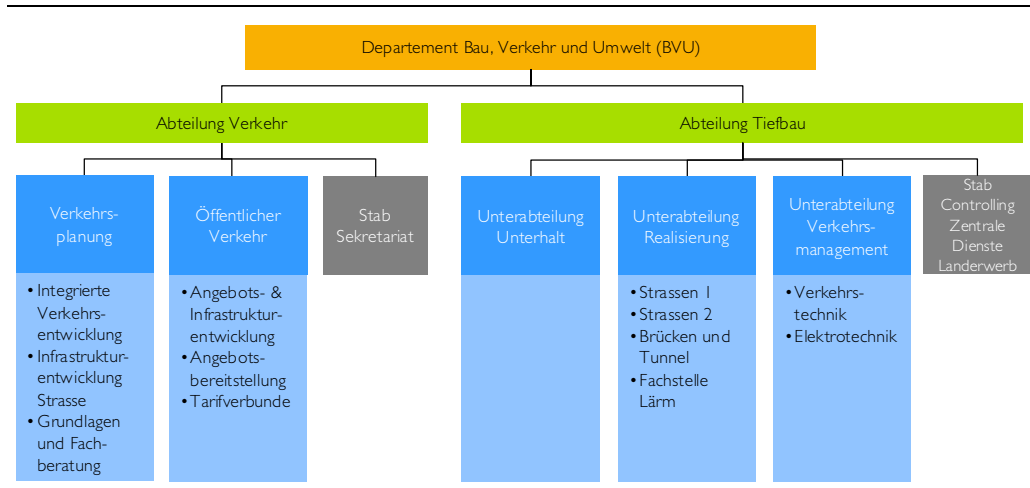 Departement Bau, Verkehr und Umwelt (BVU)
Abteilung Verkehr
Abteilung Tiefbau
Verkehrs-
planung
Öffentlicher
Verkehr
Stab
Sekretariat
Unterabteilung
Unterhalt
Unterabteilung
Realisierung
Unterabteilung
Verkehrs-
management
Stab
Controlling
Zentrale
Dienste
Landerwerb
• Integrierte
Verkehrs-
entwicklung
• Infrastruktur-
entwicklung
Strasse
• Grundlagen
und Fach-
beratung
• Angebots- &
Infrastruktur-
entwicklung
• Angebots-
bereitstellung
• Tarifverbunde
• Strassen 1
• Strassen 2
• Brücken und
Tunnel
• Fachstelle
Lärm
• Verkehrs-
technik
• Elektrotechnik